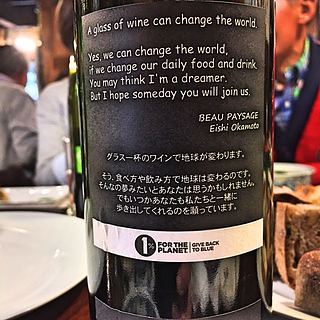 A glass of wine can change the world.
Yes, we can change the world,
if we change our daily food and drink.
You may think I'm a dreamer.
But I hope someday you will join us.
BEAU PAYSAGE
Eishi Okamoto
グラス一杯のワインで地球が変わります。
そう、食べ方や飲み方で地球は変わるのです。
そんなの夢みたいとあなたは思うかもしれません。
でもいつかあなたも私たちと一緒に
歩き出してくれるのを願っています。
1%
FOR THE
PLANET
GIVE BACK
TO BLUE